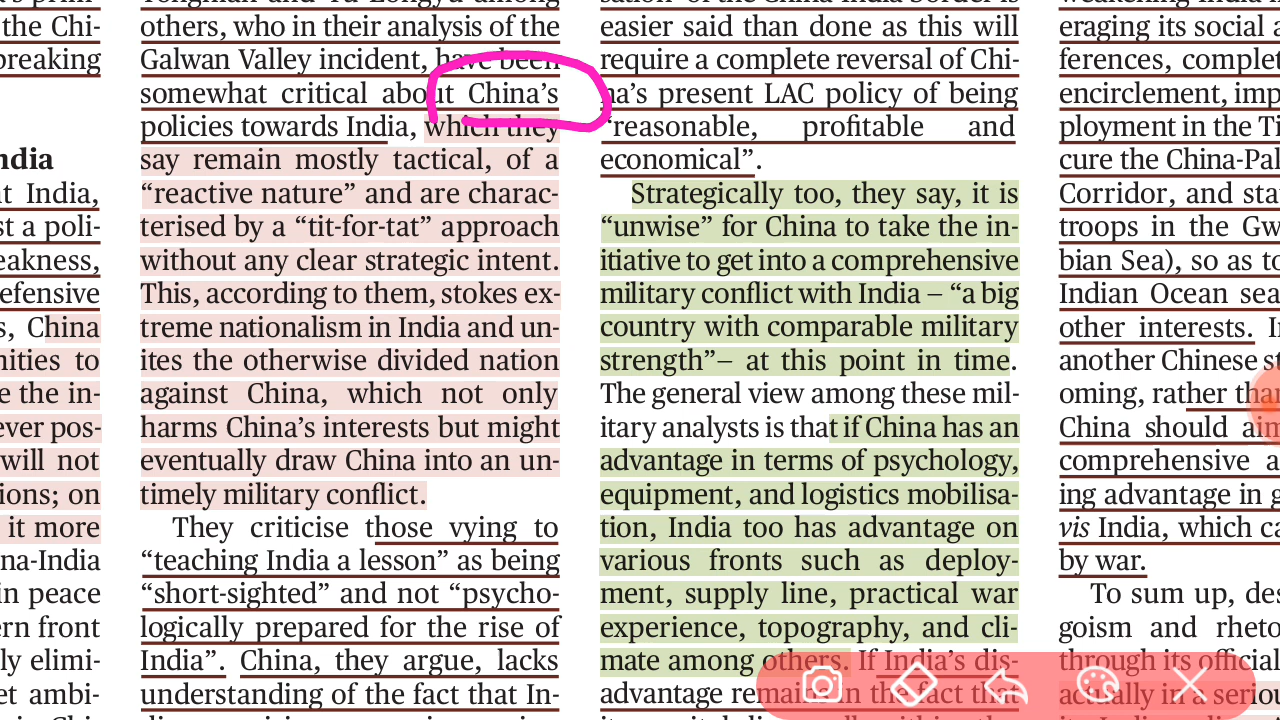 the Chi-
breaking
ndia
t India,
st a poli-
eakness,
efensive
s, China
nities to
e the in-
ever pos-
will not
ions; on
it more
na-India
in peace
ern front
ly elimi-
et ambi-
others, who in their analysis of the
Galwan Valley incident, have been
somewhat critical about China’s
policies towards India, which they
say remain mostly tactical, of a
“reactive nature” and are charac-
terised by a “tit-for-tat” approach
without any clear strategic intent.
This, according to them, stokes ex-
treme nationalism in India and un-
ites the otherwise divided nation
against China, which not only
harms China’s interests but might
eventually draw China into an un-
timely military conflict.
They criticise those vying to
“teaching India a lesson” as being
“short-sighted” and not “psycho-
logically prepared for the rise of
India”. China, they argue, lacks
understanding of the fact that In-
easier said than done as this will
require a complete reversal of Chi-
na’s present LAC policy of being
“reasonable, profitable and
economical”.
Strategically too, they say, it is
“unwise” for China to take the in-
itiative to get into a comprehensive
military conflict with India – “a big
country with comparable military
strength”– at this point in time.
The general view among these mil-
itary analysts is that if China has an
advantage in terms of psychology,
equipment, and logistics mobilisa-
tion, India too has advantage on
various fronts such as deploy-
ment, supply line, practical war
experience, topography, and cli-
mate among others. If India’s dis-
advantage remains in the fact that
eraging its social a
ferences, complet
encirclement, imp
ployment in the Ti
cure the China-Pal
Corridor, and sta
troops in the Gw
bian Sea), so as to
Indian Ocean sea
other interests. I
another Chinese st
oming, rather tha
China should aim
comprehensive a
ing advantage in g
vis India, which ca
by war.
To sum up, des
goism and rheto
through its official
actually in a seriou